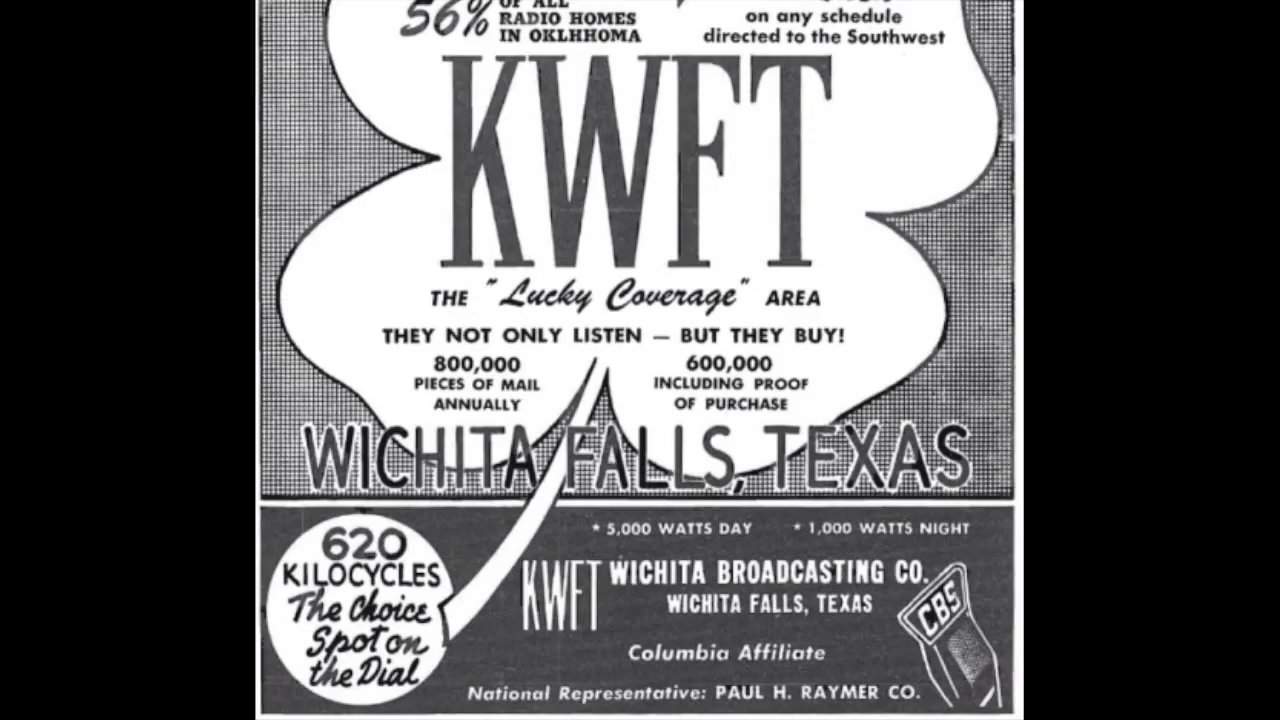 56% OF ALL
RADIO HOMES
IN OKLHHOMA
on any schedule
directed to the Southwest
KWFT
THE "Lucky Coverage" AREA
THEY NOT ONLY LISTEN — BUT THEY BUY!
800,000
PIECES OF MAIL
ANNUALLY
600,000
INCLUDING PROOF
OF PURCHASE
WICHITA FALLS, TEXAS
620
KILOCYCLES
The Choice
Spot on
the Dial
* 5,000 WATTS DAY * 1,000 WATTS NIGHT
KWFT WICHITA BROADCASTING CO.
WICHITA FALLS, TEXAS
CBS
Columbia Affiliate
National Representative: PAUL H. RAYMER CO.